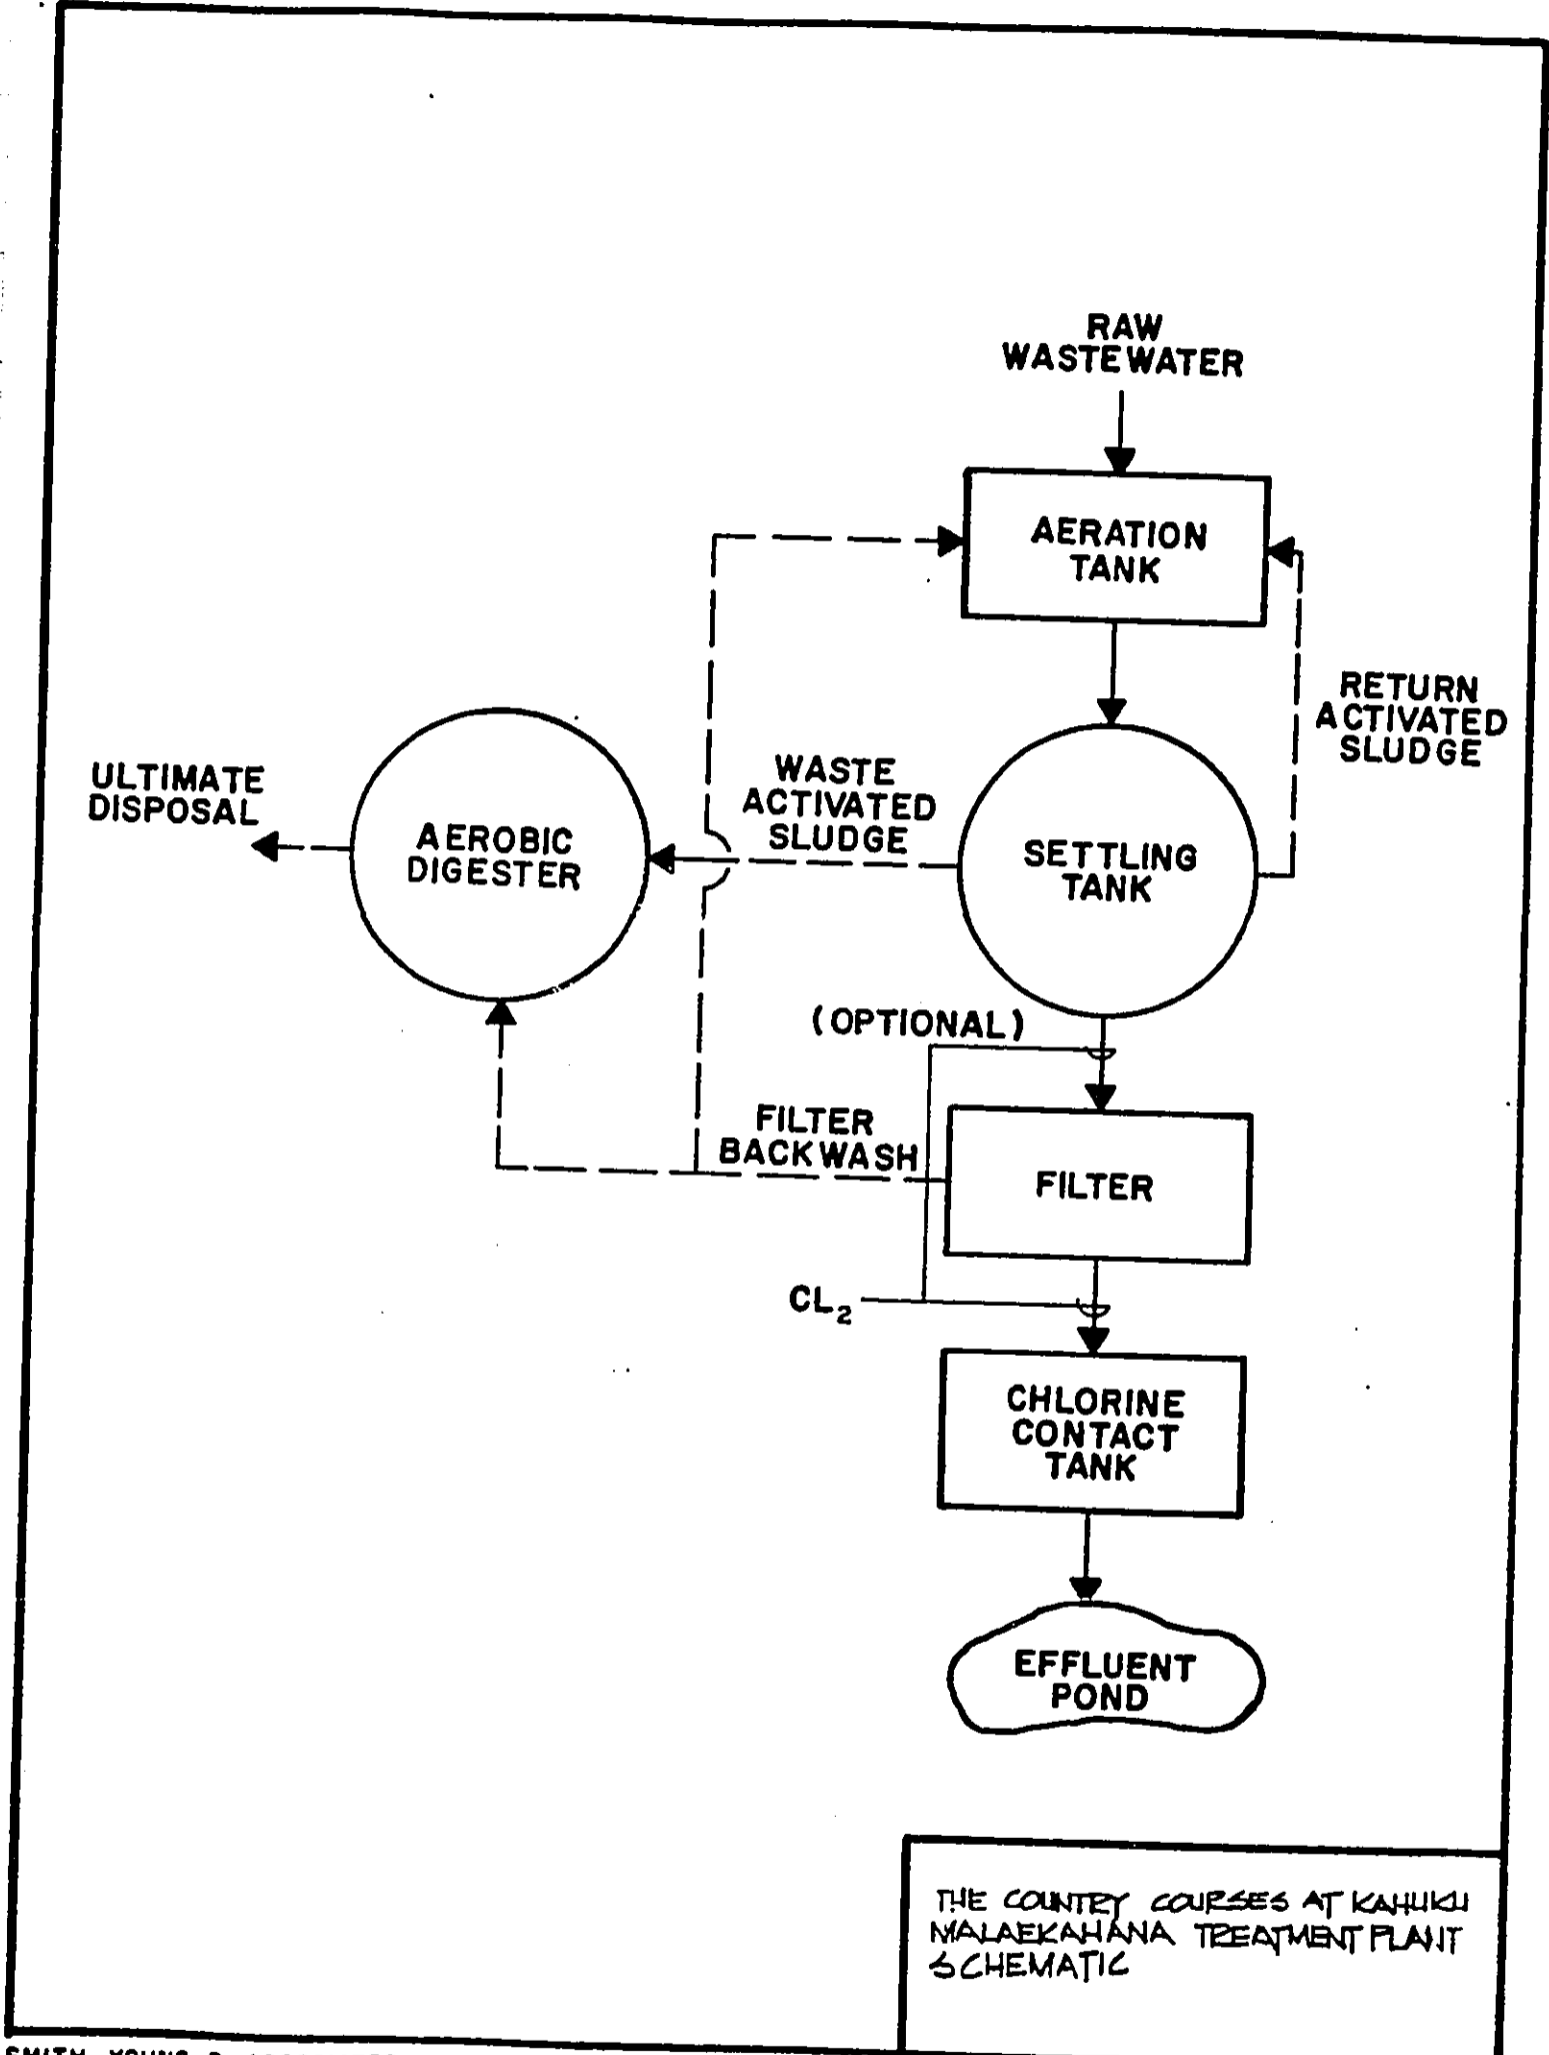 RAW
WASTEWATER
AERATION
TANK
RETURN
ACTIVATED
SLUDGE
WASTE
ACTIVATED
SLUDGE
ULTIMATE
DISPOSAL
AEROBIC
DIGESTER
SETTLING
TANK
(OPTIONAL)
FILTER
BACKWASH
FILTER
CL2
CHLORINE
CONTACT
TANK
EFFLUENT
POND
THE COUNTRY COURSES AT KAHUKU
MALAEKAHANA TREATMENT PLANT
SCHEMATIC